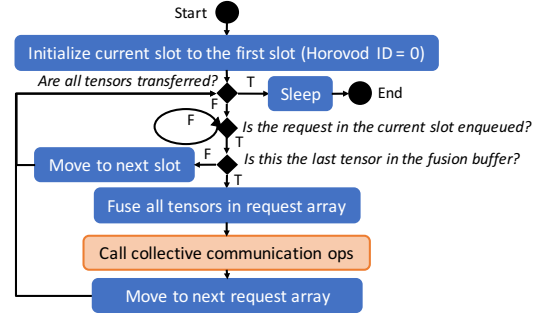 Start
Initialize current slot to the first slot (Horovod ID = 0)
Are all tensors transferred?
T
Sleep
End
F
F
Is the request in the current slot enqueued?
T
Is this the last tensor in the fusion buffer?
F
Move to next slot
T
Fuse all tensors in request array
Call collective communication ops
Move to next request array